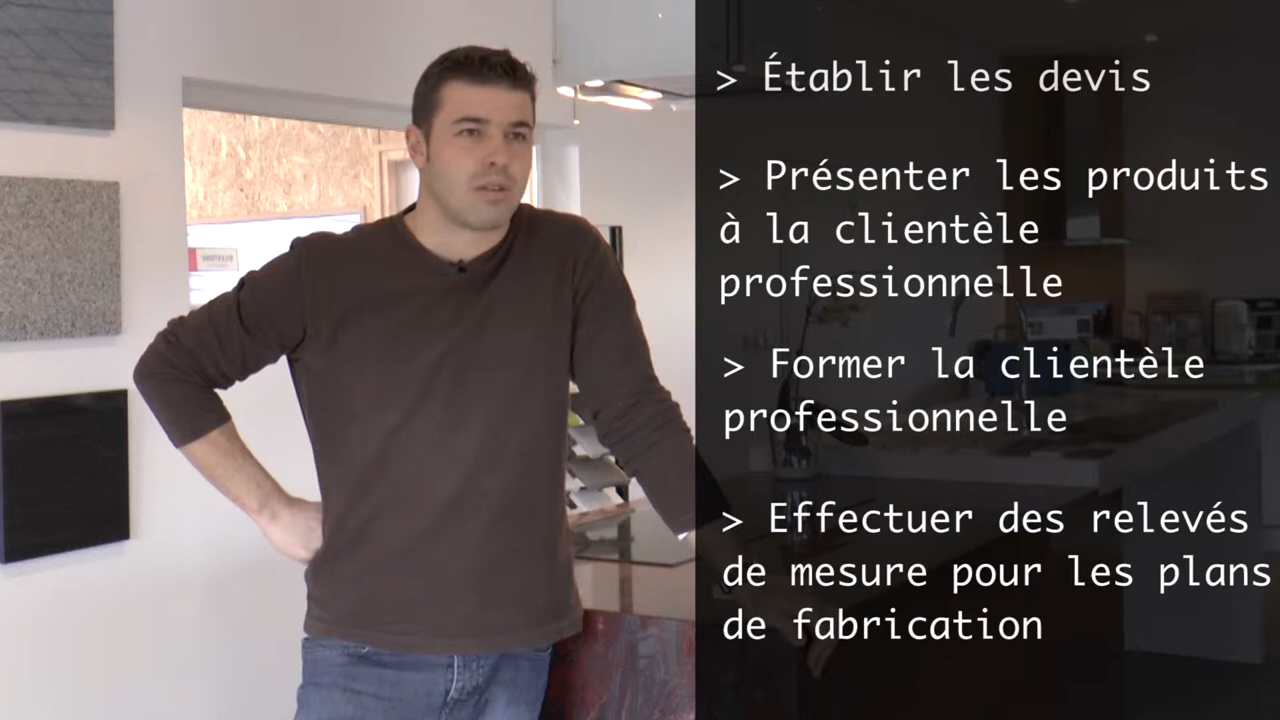 > Établir les devis
> Présenter les produits
à la clientèle
professionnelle
> Former la clientèle
professionnelle
> Effectuer des relevés
de mesure pour les plans
de fabrication